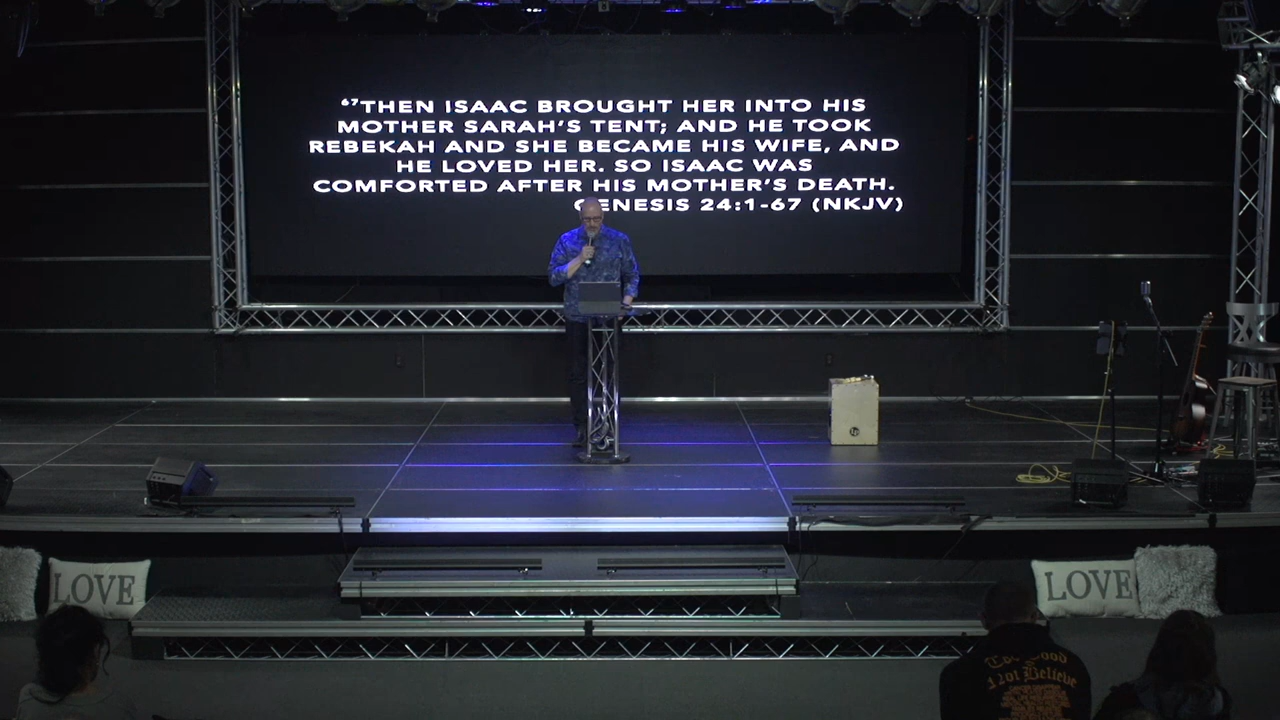 ⁶⁷THEN ISAAC BROUGHT HER INTO HIS
MOTHER SARAH'S TENT; AND HE TOOK
REBEKAH AND SHE BECAME HIS WIFE, AND
HE LOVED HER. SO ISAAC WAS
COMFORTED AFTER HIS MOTHER'S DEATH.
GENESIS 24:1-67 (NKJV)
LOVE
LOVE
Believe